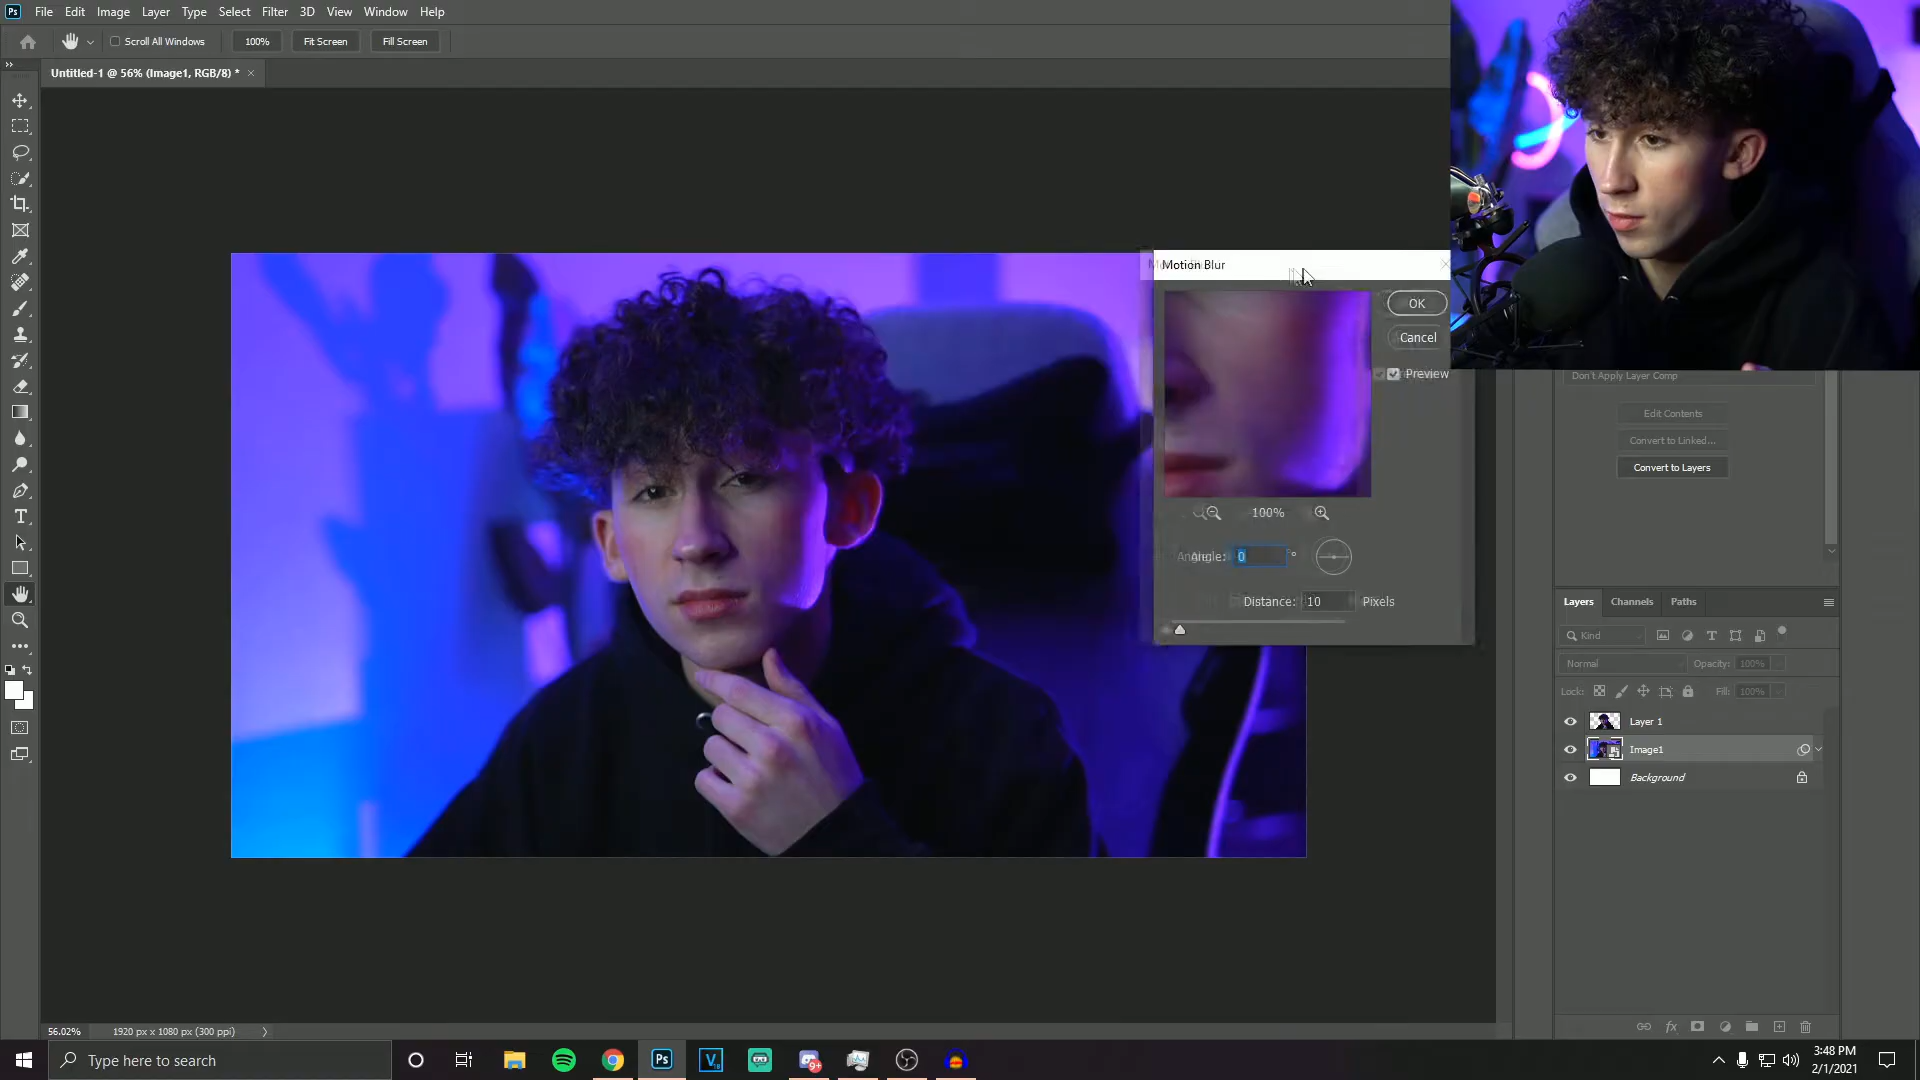 Ps File Edit Image Layer Type Select Filter 3D View Window Help
Scroll All Windows 100% Fit Screen Fill Screen
Untitled-1 @ 56% (Image1, RGB/8) * ×
Motion Blur
OK
Cancel
Preview
100%
Angle: 0 °
Distance: 10 Pixels
Don't Apply Layer Comp
Edit Contents
Convert to Linked...
Convert to Layers
Layers Channels Paths
Kind
Normal Opacity: 100%
Lock: Fill: 100%
Layer 1
Image1
Background
56.02% 1920 px x 1080 px (300 ppi)
Type here to search
Ps
V
9+
3:48 PM
2/1/2021